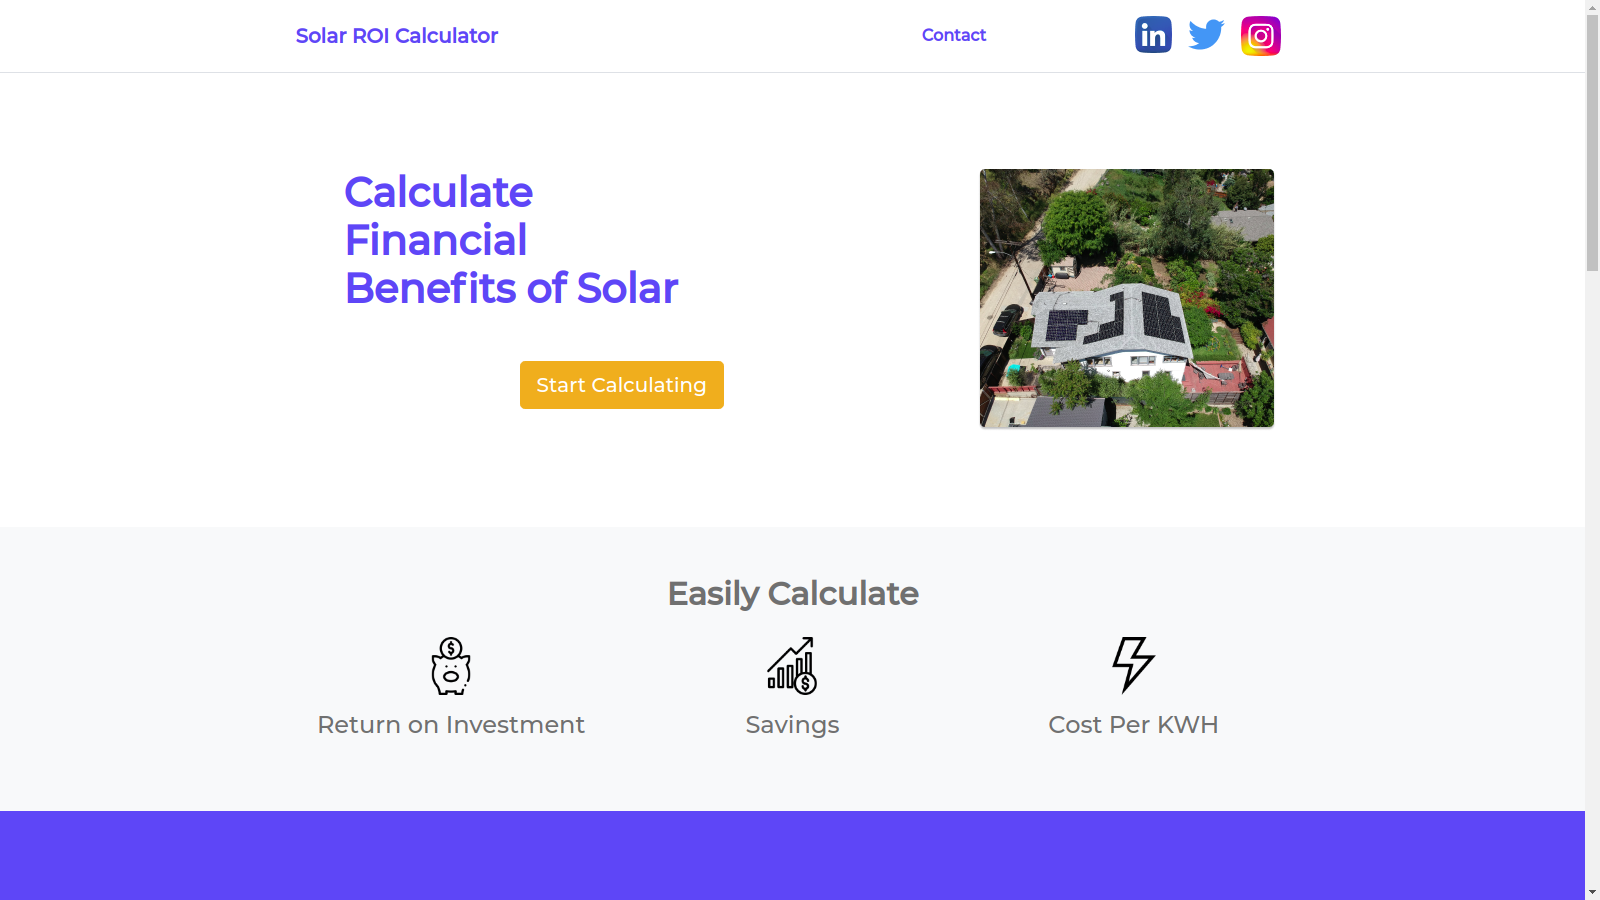 Solar ROI Calculator
Contact
Calculate
Financial
Benefits of Solar
Start Calculating
Easily Calculate
Return on Investment
Savings
Cost Per KWH